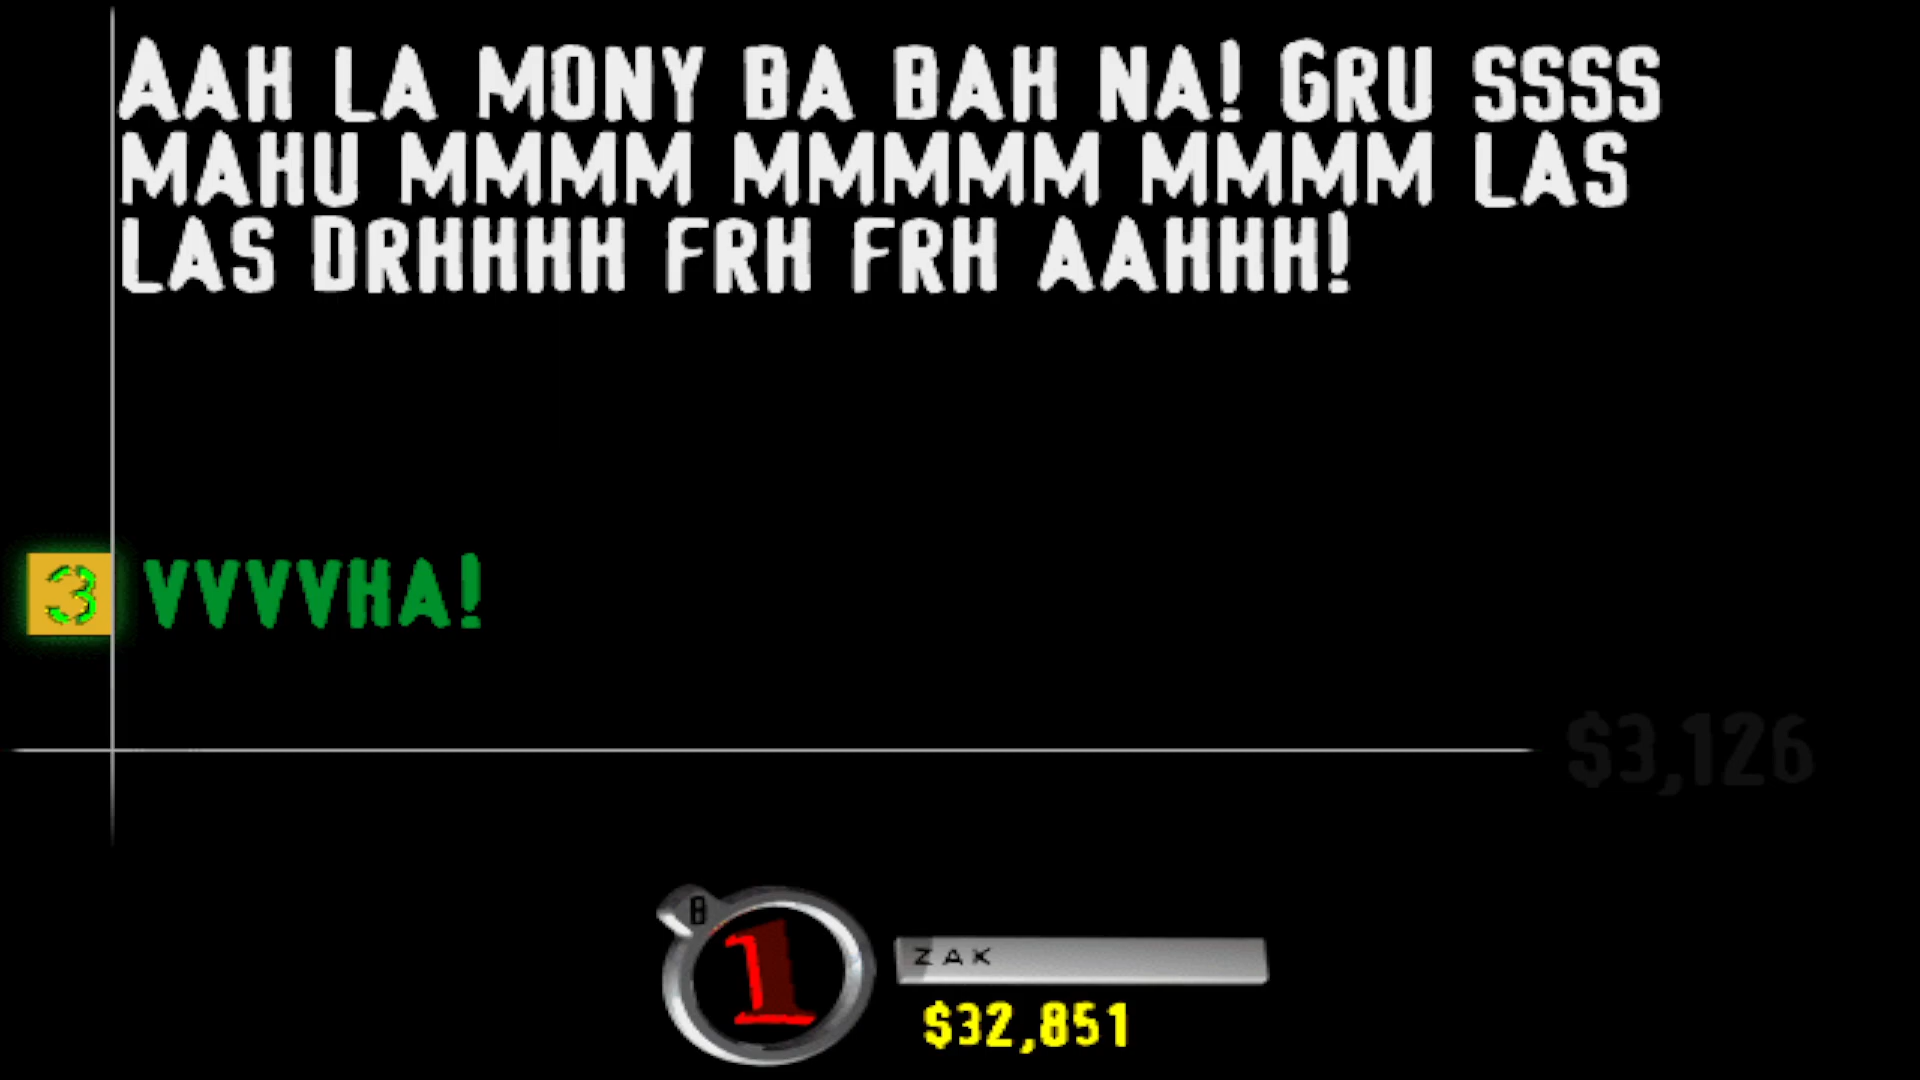 AAH LA MONY BA BAH NA! GRU SSSS
MAHU MMMM MMMMM MMMM LAS
LAS DRHHHH FRH FRH AAHHH!
3 VVVVHA!
$3,126
B
1
ZAK
$32,851